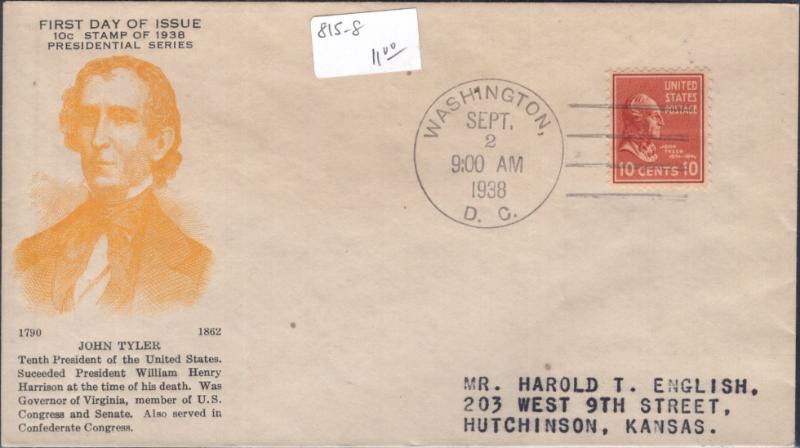 FIRST DAY OF ISSUE
10c STAMP OF 1938
PRESIDENTIAL SERIES
815-8
11.00
WASHINGTON,
SEPT.
2
9:00 AM
1938
D. C.
UNITED
STATES
POSTAGE
JOHN
TYLER
1841-1845
10 CENTS 10
1790 1862
JOHN TYLER
Tenth President of the United States.
Suceeded President William Henry
Harrison at the time of his death. Was
Governor of Virginia, member of U.S.
Congress and Senate. Also served in
Confederate Congress.
MR. HAROLD T. ENGLISH,
203 WEST 9TH STREET,
HUTCHINSON, KANSAS.